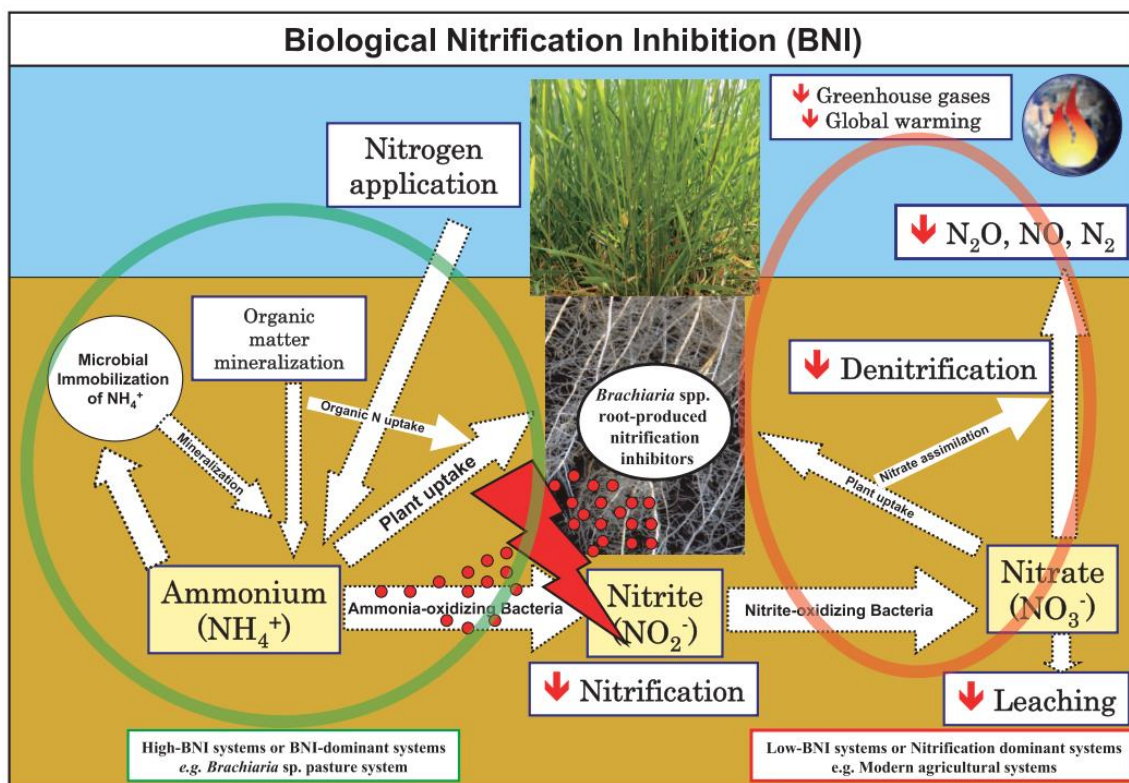 Biological Nitrification Inhibition (BNI)
Greenhouse gases
Global warming
Nitrogen
application
N₂O, NO, N₂
Organic
matter
mineralization
Microbial
Immobilization
of NH₄⁺
Denitrification
Brachiaria spp.
root-produced
nitrification
inhibitors
Organic N uptake
Mineralization
Plant uptake
Nitrate assimilation
Plant uptake
Ammonium
(NH₄⁺)
Ammonia-oxidizing Bacteria
Nitrite
(NO₂⁻)
Nitrite-oxidizing Bacteria
Nitrate
(NO₃⁻)
Nitrification
Leaching
High-BNI systems or BNI-dominant systems
e.g. Brachiaria sp. pasture system
Low-BNI systems or Nitrification dominant systems
e.g. Modern agricultural systems